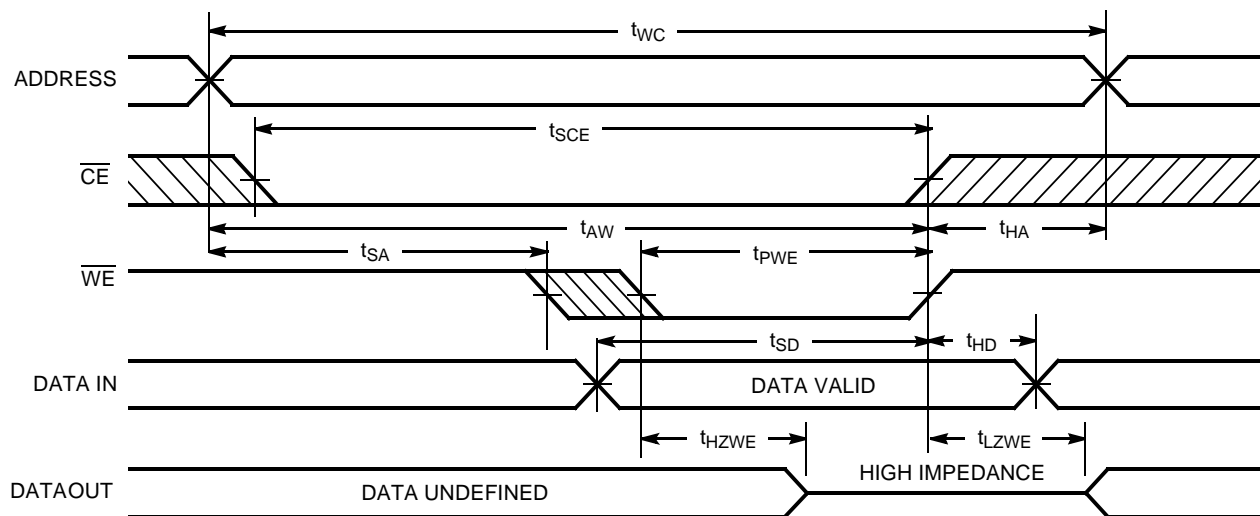 tWC
ADDRESS
tSCE
CE
tAW
tHA
tSA
tPWE
WE
tSD
tHD
DATA IN
DATA VALID
tHZWE
tLZWE
HIGH IMPEDANCE
DATAOUT
DATA UNDEFINED